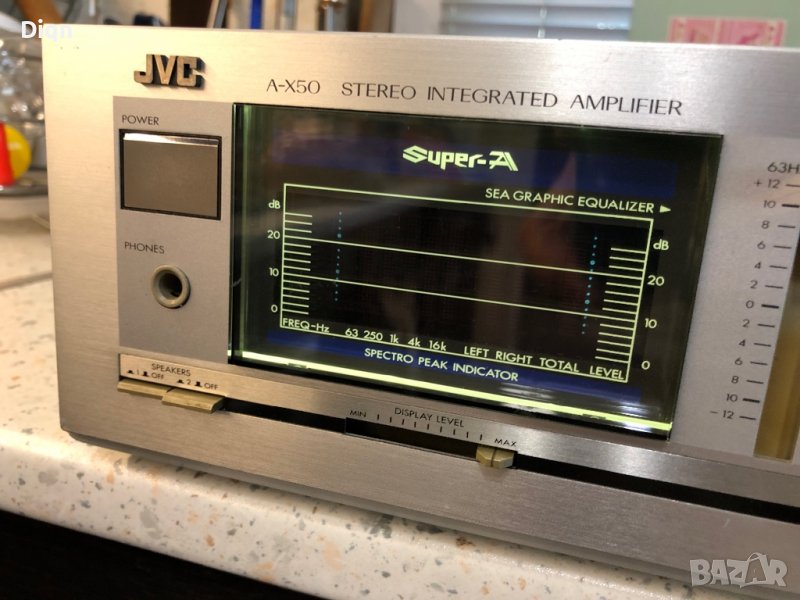 Diqn
JVC
A-X50 STEREO INTEGRATED AMPLIFIER
POWER
PHONES
Super-A
SEA GRAPHIC EQUALIZER ►
dB
20
10
0
dB
20
10
0
FREQ-Hz 63 250 1k 4k 16k LEFT RIGHT TOTAL LEVEL
SPECTRO PEAK INDICATOR
SPEAKERS
1 OFF 2 OFF
DISPLAY LEVEL
MIN MAX
63H
+12
10
8
6
4
2
0
2
4
6
8
10
-12
BAZAR